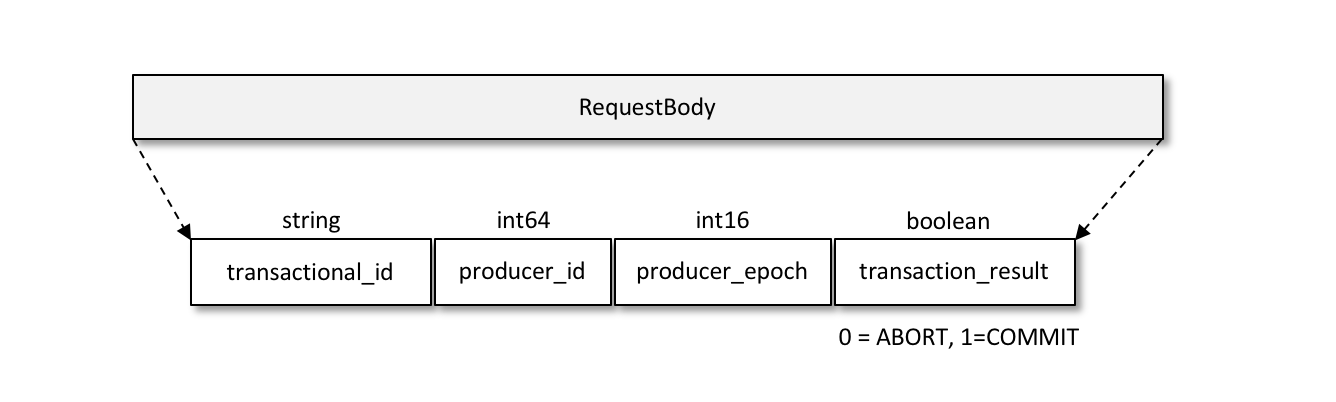 RequestBody
string int64 int16 boolean
transactional_id producer_id producer_epoch transaction_result
0 = ABORT, 1=COMMIT